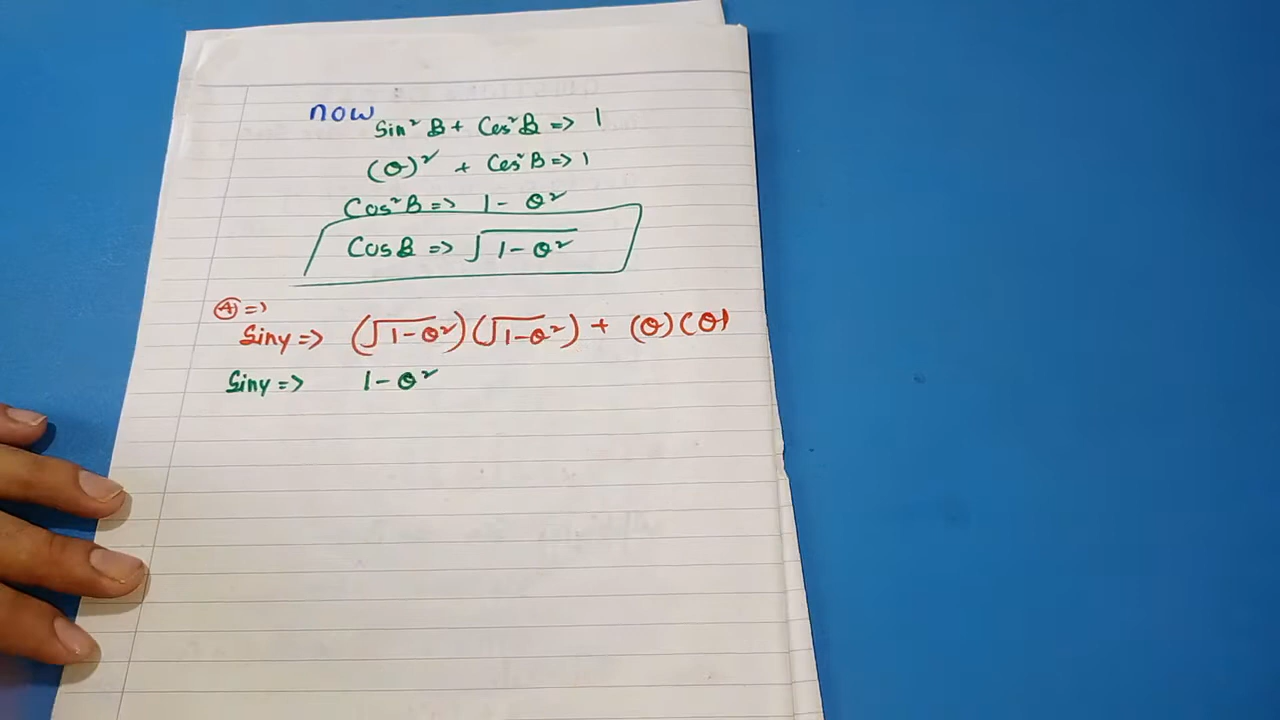 now
Sin² B + Cos² B => 1
(θ)² + Cos² B => 1
Cos² B => 1 - θ²
Cos B => √1 - θ²
Ⓐ =>
Siny => (√1 - θ²)(√1 - θ²) + (θ)(θ)
Siny => 1 - θ²